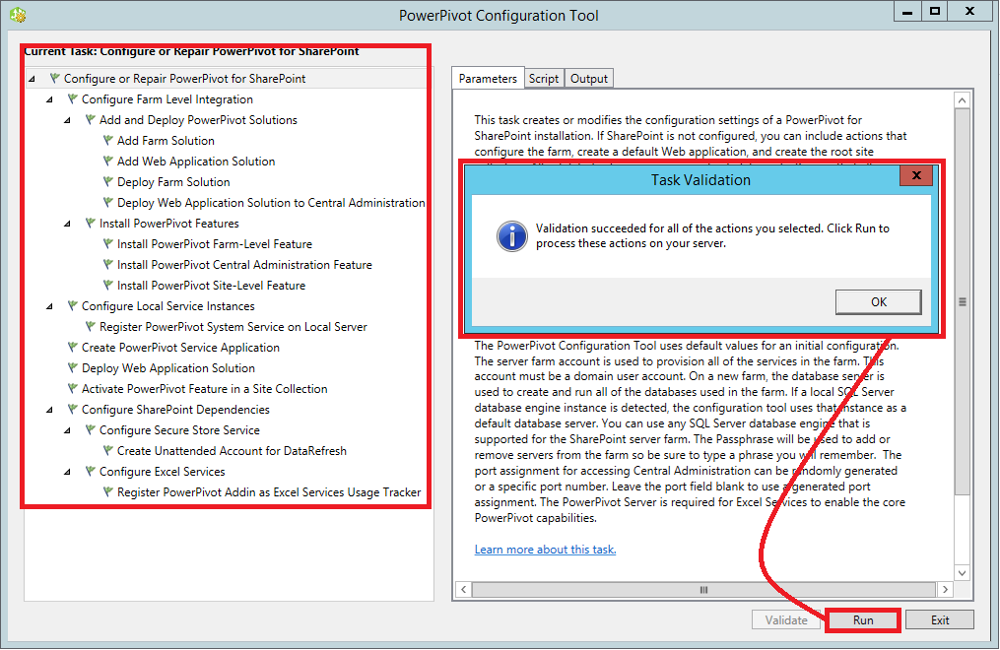 PowerPivot Configuration Tool
X
Current Task: Configure or Repair PowerPivot for SharePoint
Configure or Repair PowerPivot for SharePoint
Configure Farm Level Integration
Add and Deploy PowerPivot Solutions
Add Farm Solution
Add Web Application Solution
Deploy Farm Solution
Deploy Web Application Solution to Central Administration
Install PowerPivot Features
Install PowerPivot Farm-Level Feature
Install PowerPivot Central Administration Feature
Install PowerPivot Site-Level Feature
Configure Local Service Instances
Register PowerPivot System Service on Local Server
Create PowerPivot Service Application
Deploy Web Application Solution
Activate PowerPivot Feature in a Site Collection
Configure SharePoint Dependencies
Configure Secure Store Service
Create Unattended Account for DataRefresh
Configure Excel Services
Register PowerPivot Addin as Excel Services Usage Tracker
Parameters Script Output
This task creates or modifies the configuration settings of a PowerPivot for
SharePoint installation. If SharePoint is not configured, you can include actions that
configure the farm, create a default Web application, and create the root site
Task Validation
X
Validation succeeded for all of the actions you selected. Click Run to
process these actions on your server.
OK
The PowerPivot Configuration Tool uses default values for an initial configuration.
The server farm account is used to provision all of the services in the farm. This
account must be a domain user account. On a new farm, the database server is
used to create and run all of the databases used in the farm. If a local SQL Server
database engine instance is detected, the configuration tool uses that instance as a
default database server. You can use any SQL Server database engine that is
supported for the SharePoint server farm. The Passphrase will be used to add or
remove servers from the farm so be sure to type a phrase you will remember. The
port assignment for accessing Central Administration can be randomly generated
or a specific port number. Leave the port field blank to use a generated port
assignment. The PowerPivot Server is required for Excel Services to enable the core
PowerPivot capabilities.
Learn more about this task.
Validate Run Exit